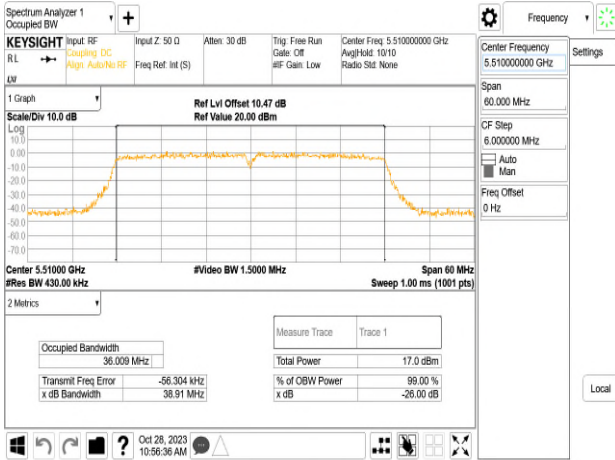 Spectrum Analyzer 1
Occupied BW
KEYSIGHT
RL
Input: RF
Coupling: DC
Align: Auto/No RF
Input Z: 50 Ω
Freq Ref: Int (S)
Atten: 30 dB
Trig: Free Run
Gate: Off
#IF Gain: Low
Center Freq: 5.510000000 GHz
Avg|Hold: 10/10
Radio Std: None
1 Graph
Scale/Div 10.0 dB
Ref Lvl Offset 10.47 dB
Ref Value 20.00 dBm
Log
10.0
0.00
-10.0
-20.0
-30.0
-40.0
-50.0
-60.0
-70.0
Center 5.51000 GHz
#Res BW 430.00 kHz
#Video BW 1.5000 MHz
Span 60 MHz
Sweep 1.00 ms (1001 pts)
2 Metrics
Measure Trace
Trace 1
Occupied Bandwidth
36.009 MHz
Total Power
17.0 dBm
Transmit Freq Error
-56.304 kHz
% of OBW Power
99.00 %
x dB Bandwidth
38.91 MHz
x dB
-26.00 dB
?
Oct 28, 2023
10:56:36 AM
Frequency
Center Frequency
5.510000000 GHz
Settings
Span
60.000 MHz
CF Step
6.000000 MHz
Auto
Man
Freq Offset
0 Hz
Local